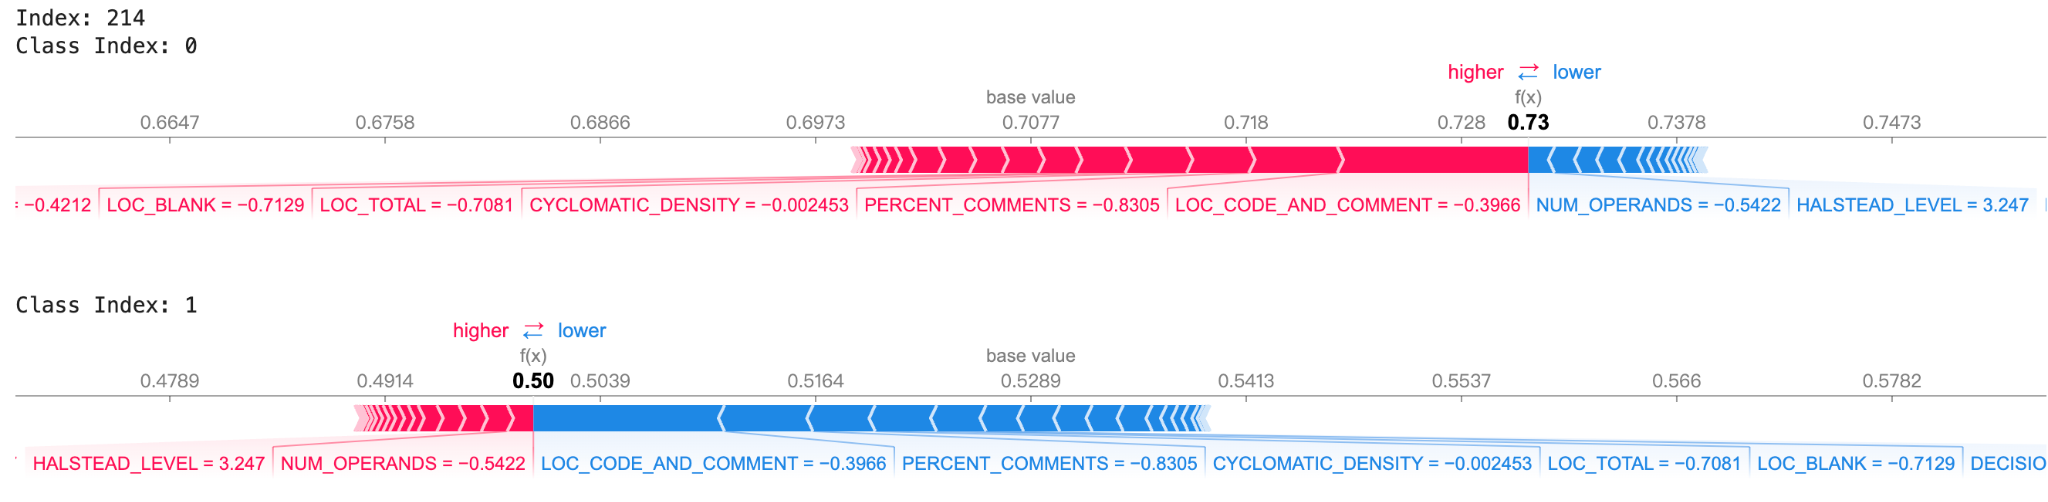 Index: 214
Class Index: 0
higher ⇄ lower
base value f(x)
0.6647 0.6758 0.6866 0.6973 0.7077 0.718 0.728 0.73 0.7378 0.7473
= −0.4212 LOC_BLANK = −0.7129 LOC_TOTAL = −0.7081 CYCLOMATIC_DENSITY = −0.002453 PERCENT_COMMENTS = −0.8305 LOC_CODE_AND_COMMENT = −0.3966 NUM_OPERANDS = −0.5422 HALSTEAD_LEVEL = 3.247
Class Index: 1
higher ⇄ lower
f(x) base value
0.4789 0.4914 0.50 0.5039 0.5164 0.5289 0.5413 0.5537 0.566 0.5782
HALSTEAD_LEVEL = 3.247 NUM_OPERANDS = −0.5422 LOC_CODE_AND_COMMENT = −0.3966 PERCENT_COMMENTS = −0.8305 CYCLOMATIC_DENSITY = −0.002453 LOC_TOTAL = −0.7081 LOC_BLANK = −0.7129 DECISIO